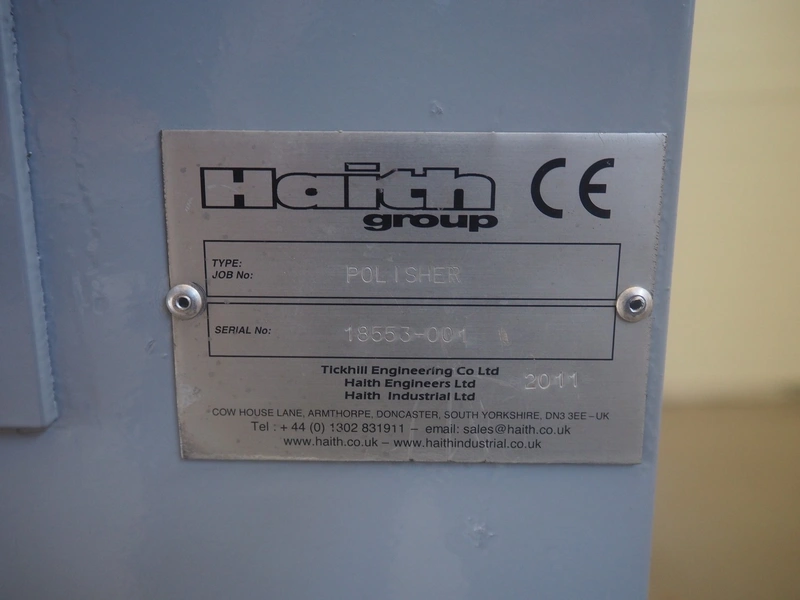 Haith CE
group
TYPE:
JOB No: POLISHER
SERIAL No: 18553-001
Tickhill Engineering Co Ltd
Haith Engineers Ltd 2011
Haith Industrial Ltd
COW HOUSE LANE, ARMTHORPE, DONCASTER, SOUTH YORKSHIRE, DN3 3EE – UK
Tel : + 44 (0) 1302 831911 – email: sales@haith.co.uk
www.haith.co.uk – www.haithindustrial.co.uk